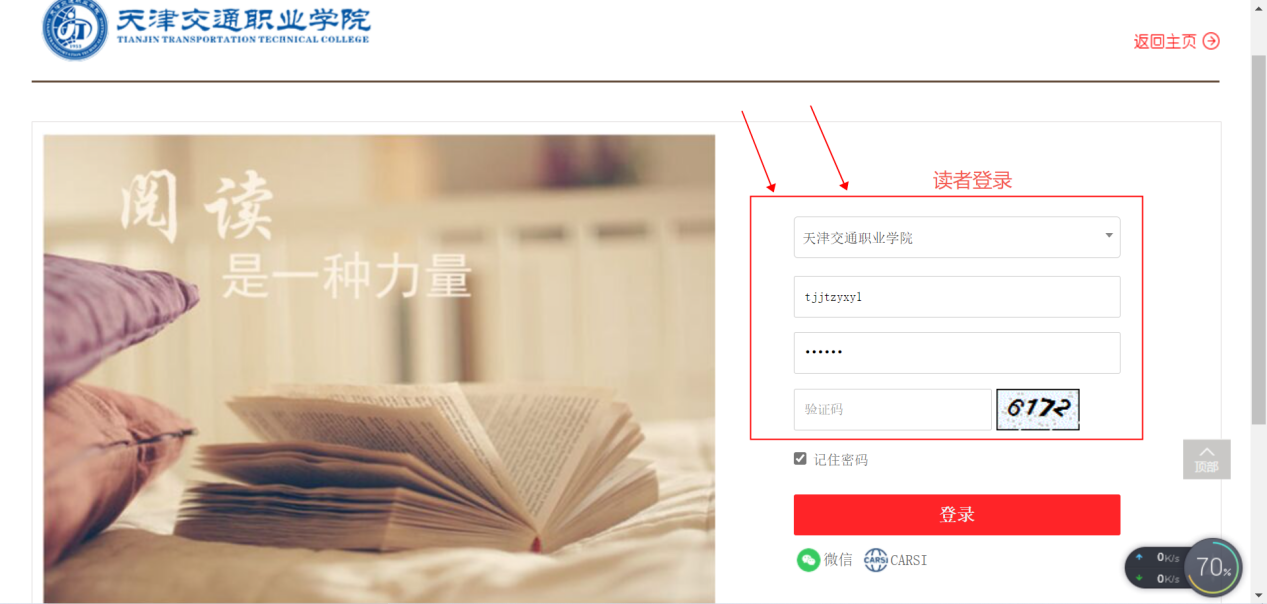 天津交通职业学院
TIANJIN TRANSPORTATION TECHNICAL COLLEGE
返回主页
阅读
是一种力量
读者登录
天津交通职业学院
tjjtzyxy1
••••••
验证码
6172
记住密码
登录
微信 CARSI CARSI
顶部
0K/s
0K/s
70%